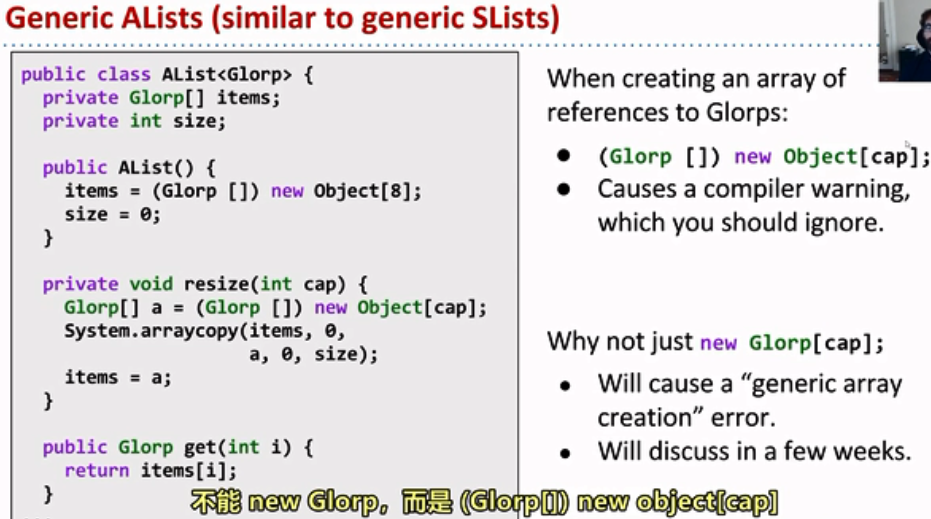 Generic ALists (similar to generic SLists)
public class AList<Glorp> {
private Glorp[] items;
private int size;
public AList() {
items = (Glorp []) new Object[8];
size = 0;
}
private void resize(int cap) {
Glorp[] a = (Glorp []) new Object[cap];
System.arraycopy(items, 0,
a, 0, size);
items = a;
}
public Glorp get(int i) {
return items[i];
}
When creating an array of
references to Glorps:
● (Glorp []) new Object[cap];
● Causes a compiler warning,
which you should ignore.
Why not just new Glorp[cap];
● Will cause a “generic array
creation” error.
● Will discuss in a few weeks.
不能 new Glorp，而是 (Glorp[]) new object[cap]